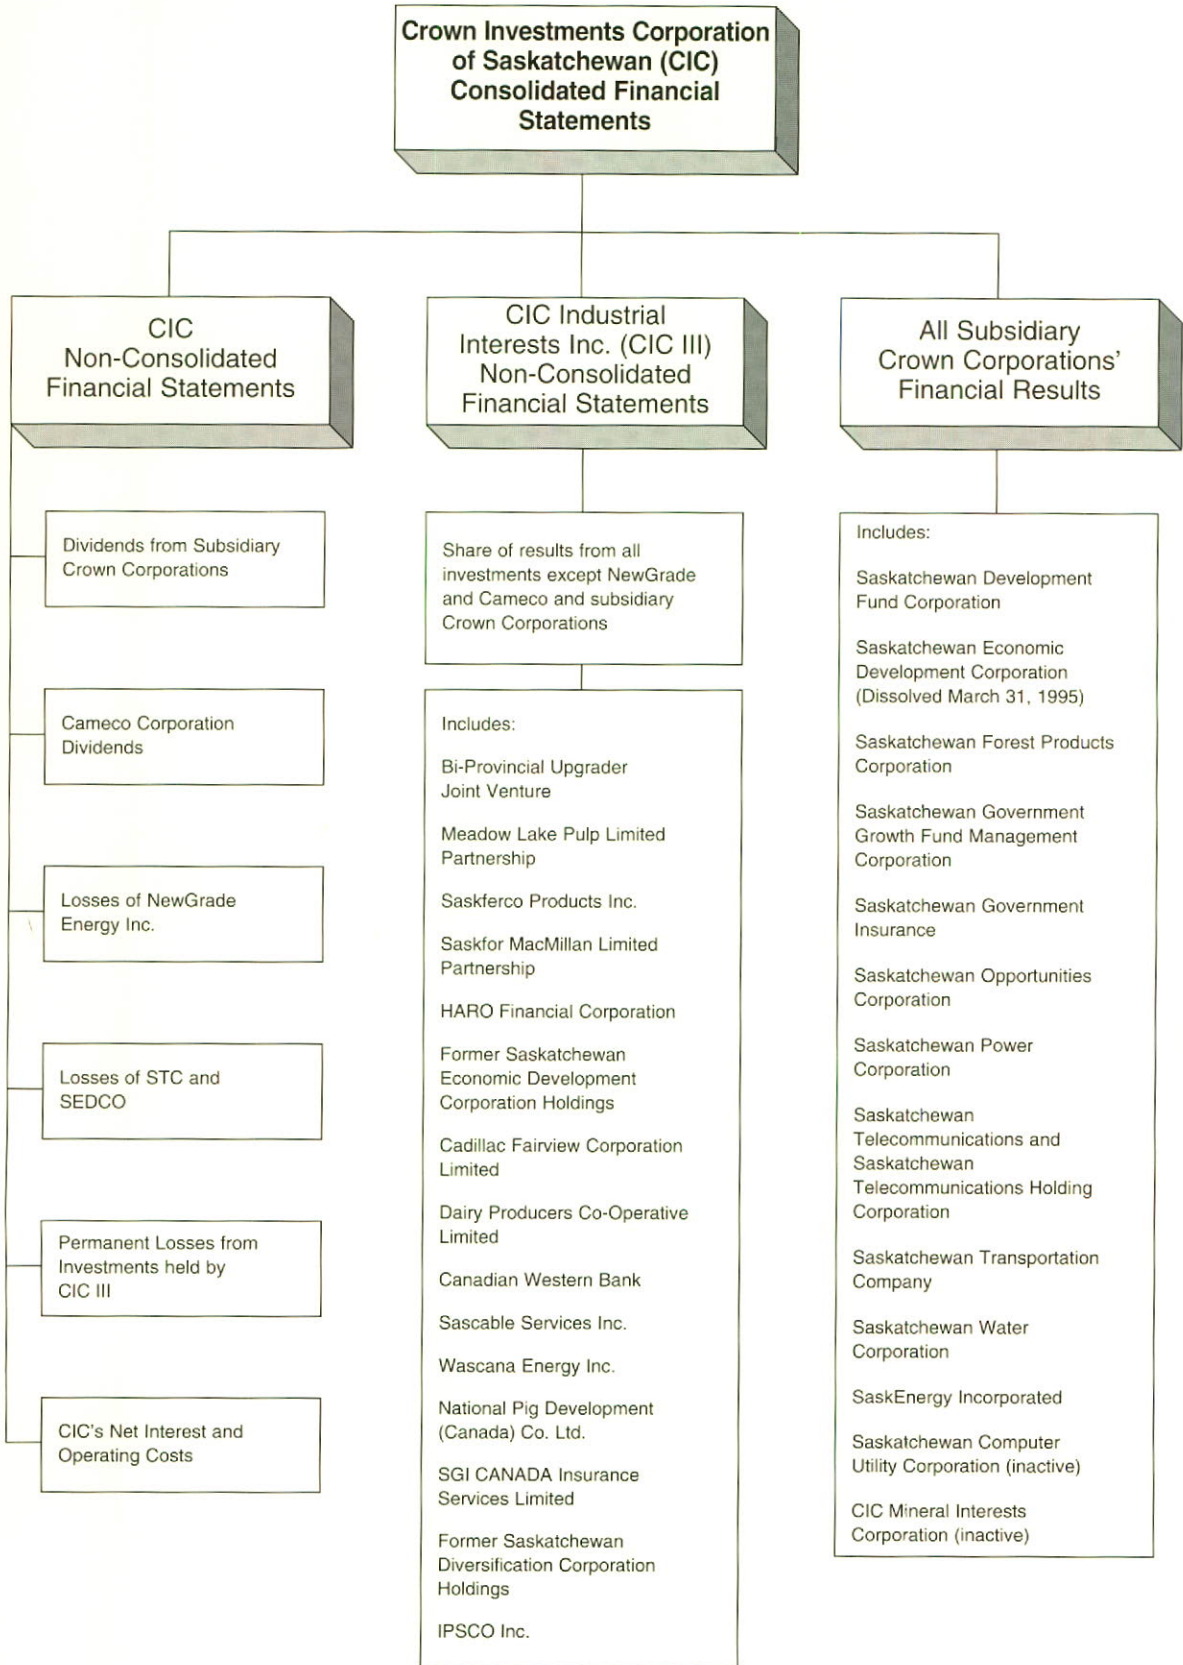 Crown Investments Corporation
of Saskatchewan (CIC)
Consolidated Financial
Statements
CIC
Non-Consolidated
Financial Statements
Dividends from Subsidiary
Crown Corporations
Cameco Corporation
Dividends
Losses of NewGrade
Energy Inc.
Losses of STC and
SEDCO
Permanent Losses from
Investments held by
CIC III
CIC's Net Interest and
Operating Costs
CIC Industrial
Interests Inc. (CIC III)
Non-Consolidated
Financial Statements
Share of results from all
investments except NewGrade
and Cameco and subsidiary
Crown Corporations
Includes:
Bi-Provincial Upgrader
Joint Venture
Meadow Lake Pulp Limited
Partnership
Saskferco Products Inc.
Saskfor MacMillan Limited
Partnership
HARO Financial Corporation
Former Saskatchewan
Economic Development
Corporation Holdings
Cadillac Fairview Corporation
Limited
Dairy Producers Co-Operative
Limited
Canadian Western Bank
Sascable Services Inc.
Wascana Energy Inc.
National Pig Development
(Canada) Co. Ltd.
SGI CANADA Insurance
Services Limited
Former Saskatchewan
Diversification Corporation
Holdings
IPSCO Inc.
All Subsidiary
Crown Corporations'
Financial Results
Includes:
Saskatchewan Development
Fund Corporation
Saskatchewan Economic
Development Corporation
(Dissolved March 31, 1995)
Saskatchewan Forest Products
Corporation
Saskatchewan Government
Growth Fund Management
Corporation
Saskatchewan Government
Insurance
Saskatchewan Opportunities
Corporation
Saskatchewan Power
Corporation
Saskatchewan
Telecommunications and
Saskatchewan
Telecommunications Holding
Corporation
Saskatchewan Transportation
Company
Saskatchewan Water
Corporation
SaskEnergy Incorporated
Saskatchewan Computer
Utility Corporation (inactive)
CIC Mineral Interests
Corporation (inactive)